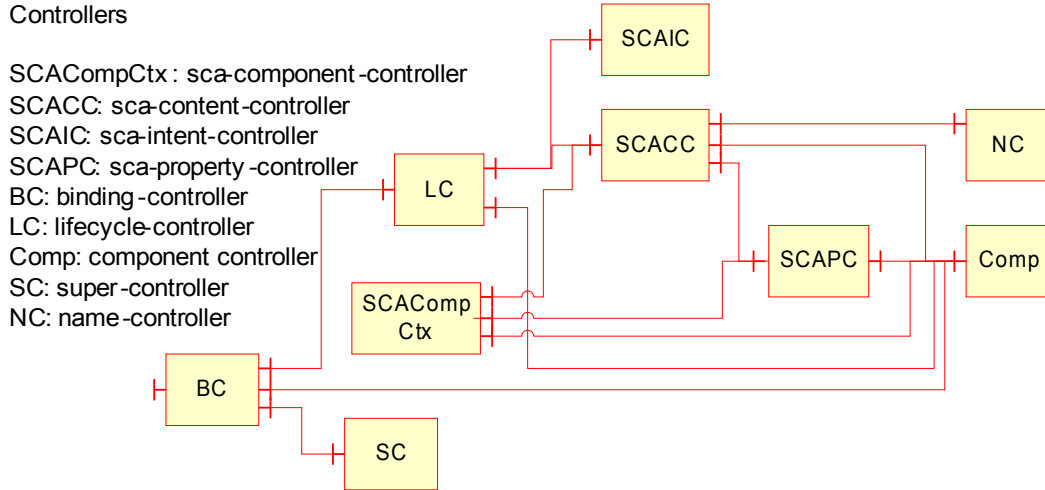 Controllers
SCACompCtx : sca-component-controller
SCACC: sca-content-controller
SCAIC: sca-intent-controller
SCAPC: sca-property-controller
BC: binding-controller
LC: lifecycle-controller
Comp: component controller
SC: super-controller
NC: name-controller
SCAIC
SCACC
NC
LC
SCAPC
Comp
SCAComp
Ctx
BC
SC